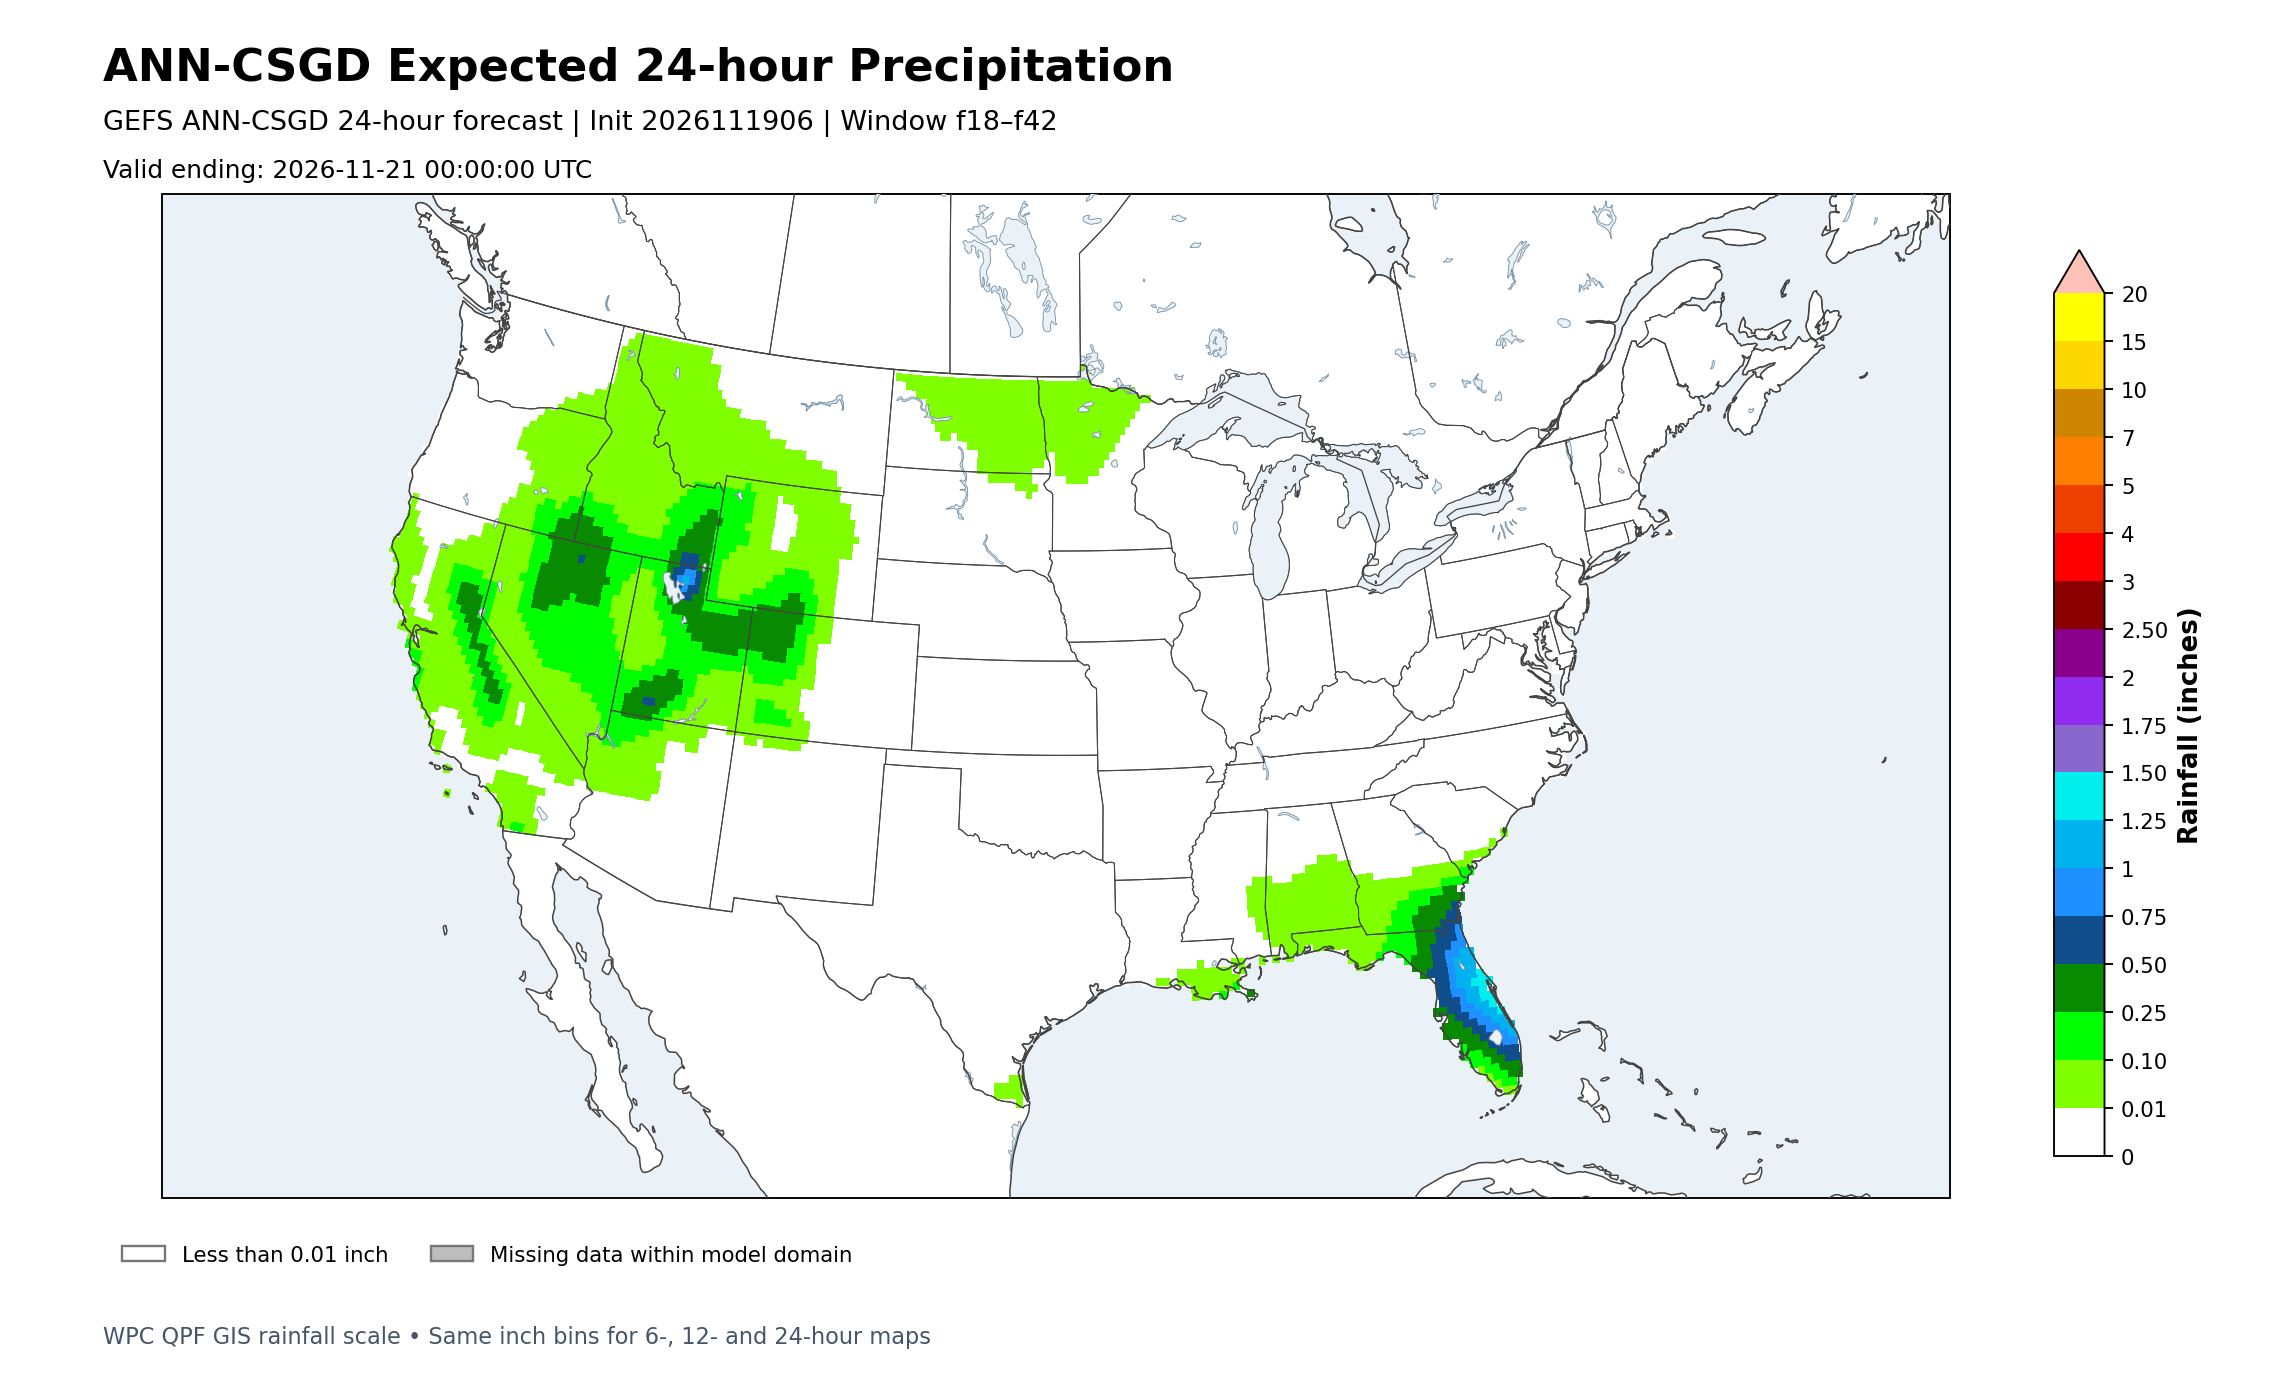 ANN-CSGD Expected 24-hour Precipitation
GEFS ANN-CSGD 24-hour forecast | Init 2026111906 | Window f18–f42
Valid ending: 2026-11-21 00:00:00 UTC
20
15
10
7
5
4
3
2.50
2
1.75
1.50
1.25
1
0.75
0.50
0.25
0.10
0.01
0
Rainfall (inches)
Less than 0.01 inch
Missing data within model domain
WPC QPF GIS rainfall scale • Same inch bins for 6-, 12- and 24-hour maps